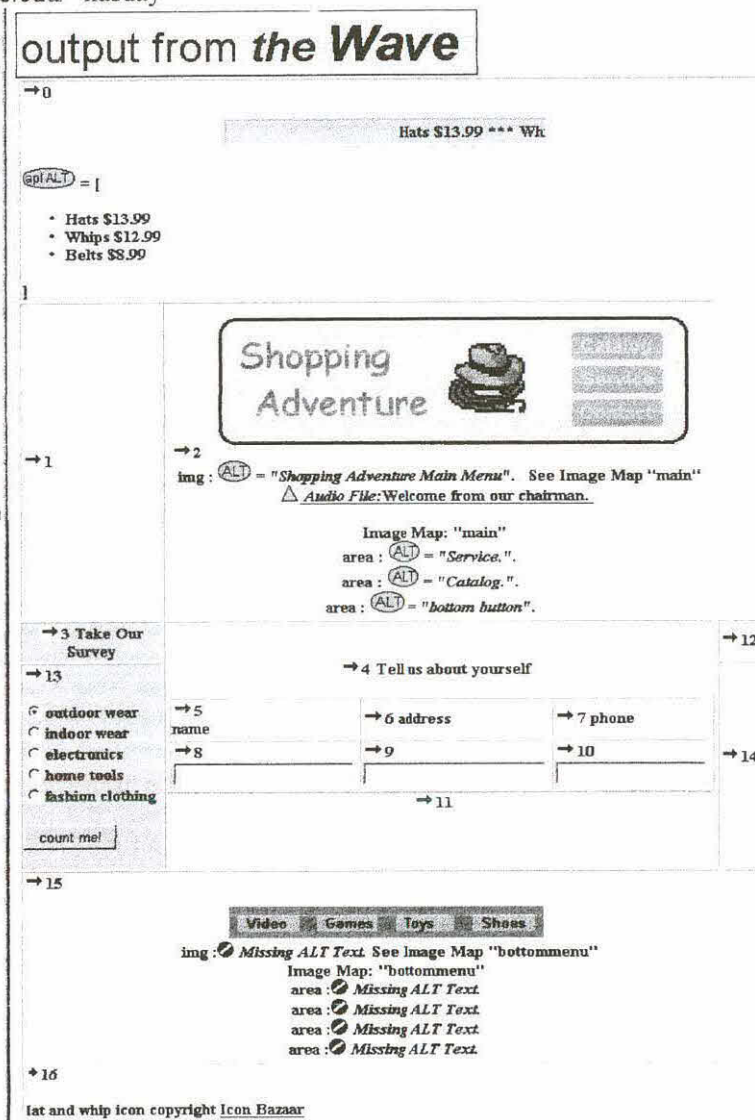 output from the Wave
→0
Hats $13.99 *** Wh
apl ALT = [
• Hats $13.99
• Whips $12.99
• Belts $8.99
]
Shopping
Adventure
→1
→2
img : ALT = "Shopping Adventure Main Menu". See Image Map "main"
Audio File:Welcome from our chairman.
Image Map: "main"
area : ALT = "Service.".
area : ALT = "Catalog.".
area : ALT = "bottom button".
→3 Take Our
Survey
→4 Tell us about yourself
→12
→13
outdoor wear
indoor wear
electronics
home tools
fashion clothing
count me!
→5
name
→6 address
→7 phone
→8
→9
→10
→14
→11
→15
Video Games Toys Shoes
img : Missing ALT Text. See Image Map "bottommenu"
Image Map: "bottommenu"
area : Missing ALT Text.
area : Missing ALT Text.
area : Missing ALT Text.
area : Missing ALT Text.
→16
lat and whip icon copyright Icon Bazaar